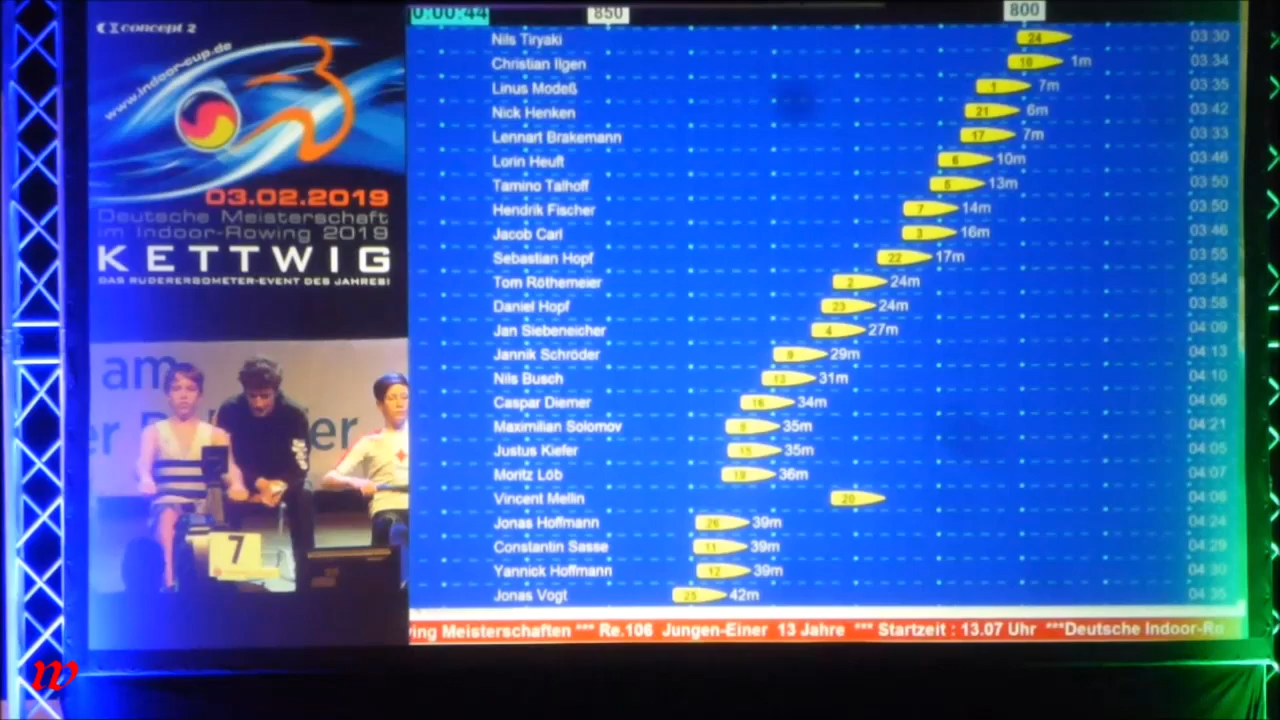 concept 2
www.indoor-cup.de
03.02.2019
Deutsche Meisterschaft
im Indoor-Rowing 2019
KETTWIG
DAS RUDERERGOMETER-EVENT DES JAHRES!
am
er
er
7
0:00:44 850 800
Nils Tiryaki 24 03:30
Christian Ilgen 10 1m 03:34
Linus Modeß 1 7m 03:35
Nick Henken 21 6m 03:42
Lennart Brakemann 17 7m 03:33
Lorin Heuft 6 10m 03:46
Tamino Talhoff 5 13m 03:50
Hendrik Fischer 7 14m 03:50
Jacob Carl 3 16m 03:46
Sebastian Hopf 22 17m 03:55
Tom Röthemeier 2 24m 03:54
Daniel Hopf 23 24m 03:58
Jan Siebeneicher 4 27m 04:09
Jannik Schröder 29m 04:13
Nils Busch 13 31m 04:10
Caspar Diemer 16 34m 04:06
Maximilian Solomov 35m 04:21
Justus Kiefer 15 35m 04:05
Moritz Löb 36m 04:07
Vincent Mellin 20 04:08
Jonas Hoffmann 26 39m 04:24
Constantin Sasse 11 39m 04:29
Yannick Hoffmann 12 39m 04:30
Jonas Vogt 25 42m 04:35
ving Meisterschaften *** Re.106 Jungen-Einer 13 Jahre *** Startzeit : 13.07 Uhr ***Deutsche Indoor-Ro
w